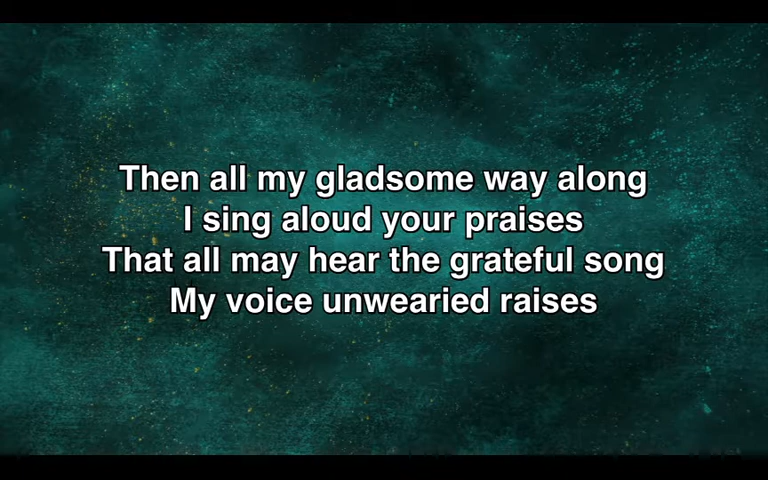 Then all my gladsome way along
I sing aloud your praises
That all may hear the grateful song
My voice unwearied raises